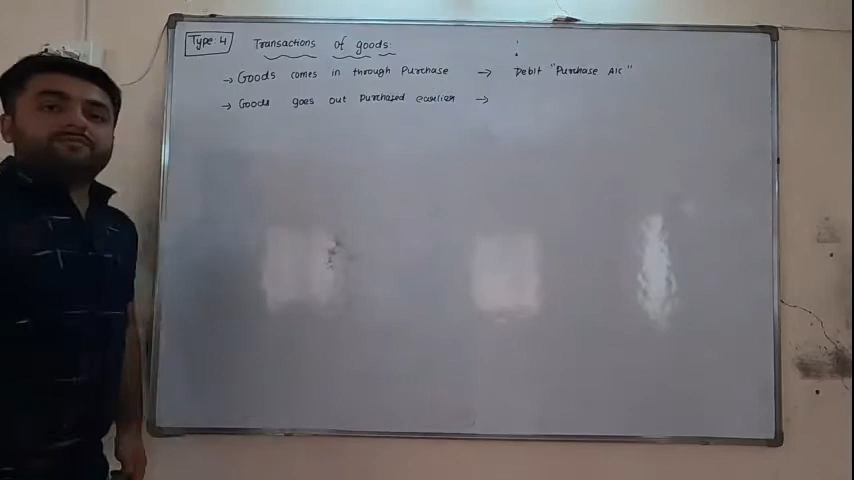 Type: 4 Transactions of goods: :
→ Goods comes in through Purchase → Debit "Purchase A/c"
→ Goods goes out purchased earlier →